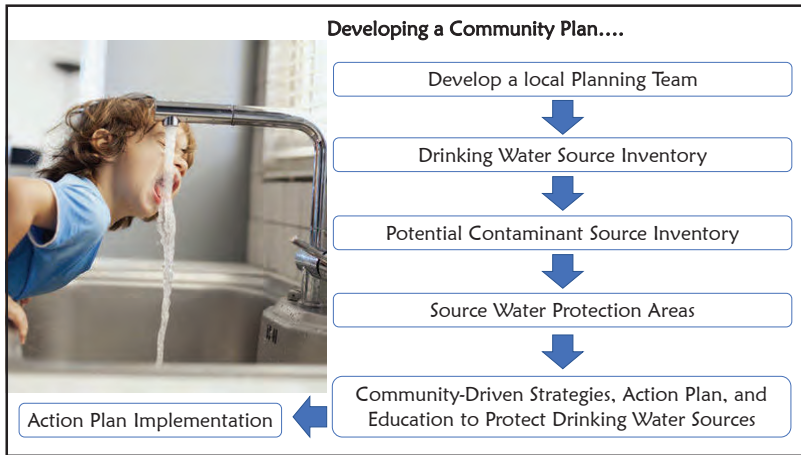 Developing a Community Plan....
Develop a local Planning Team
Drinking Water Source Inventory
Potential Contaminant Source Inventory
Source Water Protection Areas
Community-Driven Strategies, Action Plan, and
Education to Protect Drinking Water Sources
Action Plan Implementation